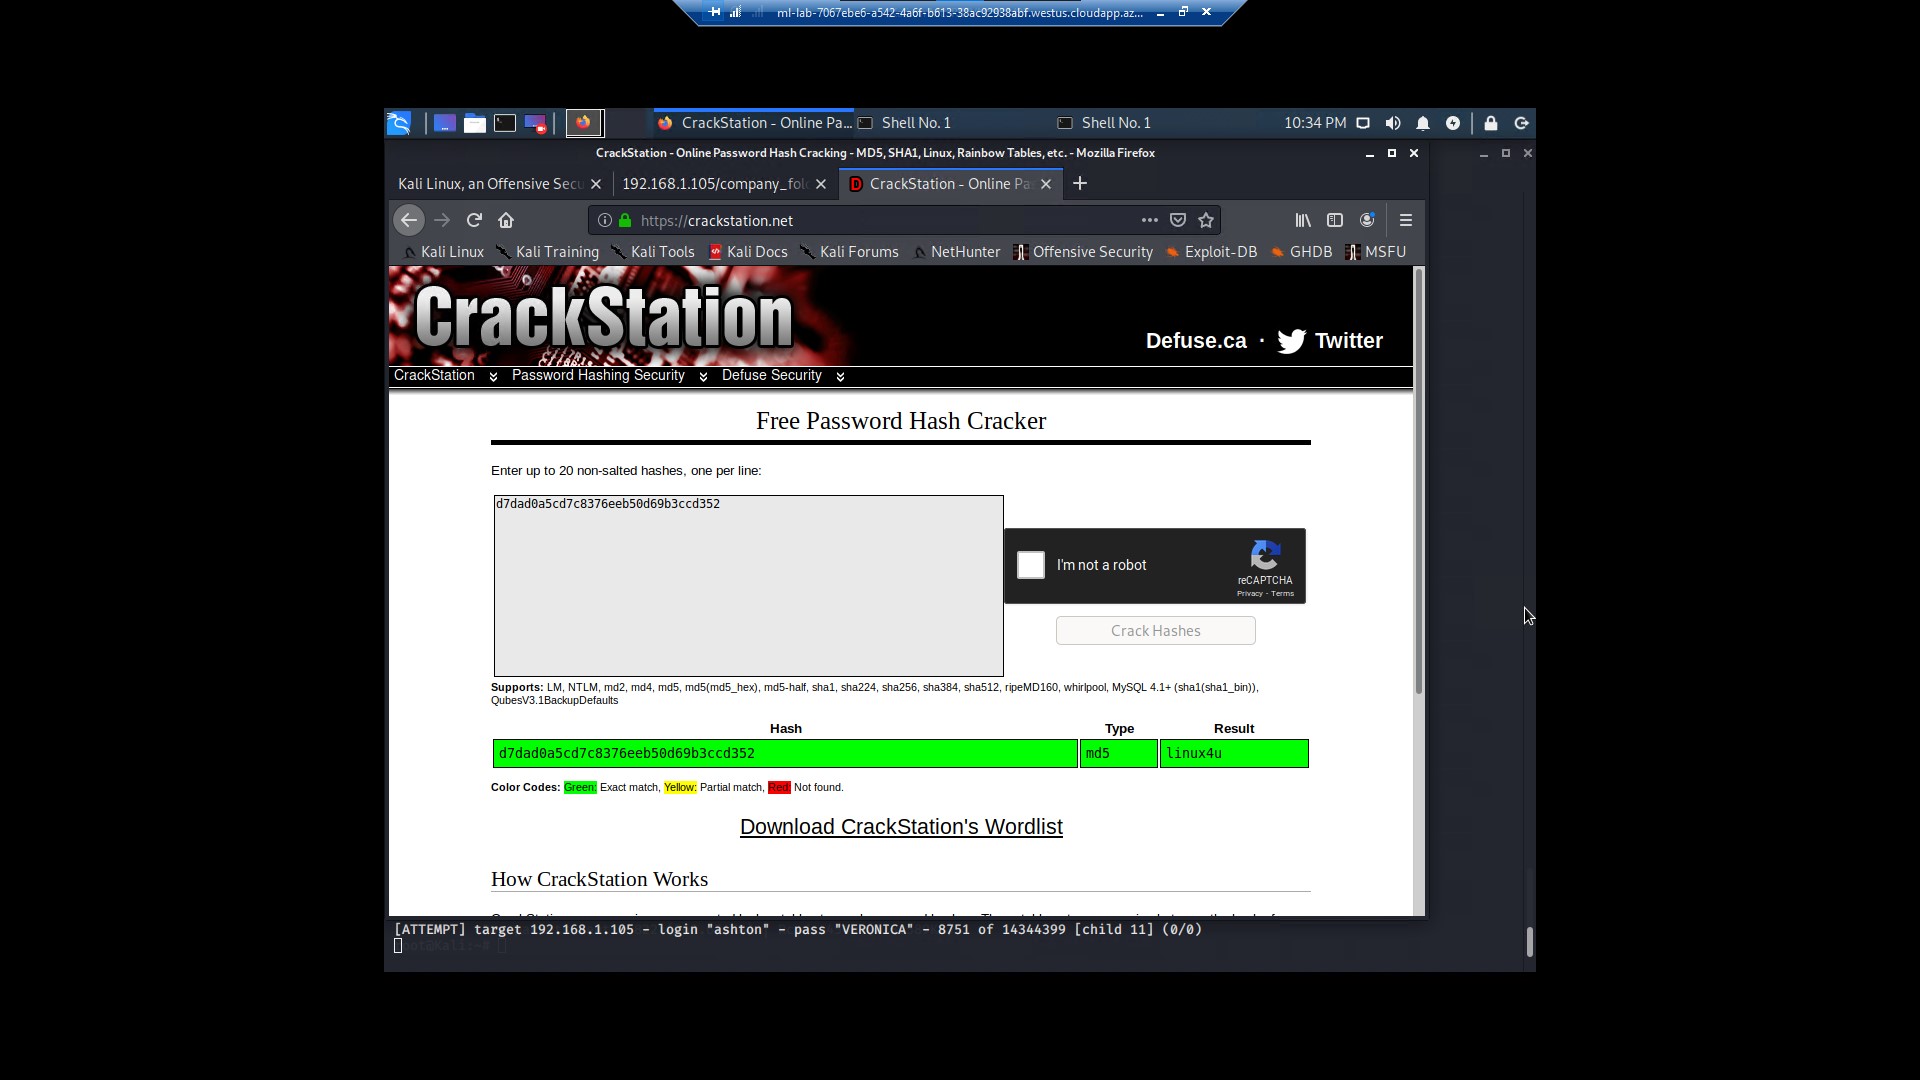 ml-lab-7067ebe6-a542-4a6f-b613-38ac92938abf.westus.cloudapp.az...
CrackStation - Online Pa... Shell No. 1 Shell No. 1 10:34 PM
CrackStation - Online Password Hash Cracking - MD5, SHA1, Linux, Rainbow Tables, etc. - Mozilla Firefox
Kali Linux, an Offensive Secu 192.168.1.105/company_fold CrackStation - Online Pa
https://crackstation.net
Kali Linux Kali Training Kali Tools Kali Docs Kali Forums NetHunter Offensive Security Exploit-DB GHDB MSFU
CrackStation
Defuse.ca · Twitter
CrackStation Password Hashing Security Defuse Security
Free Password Hash Cracker
Enter up to 20 non-salted hashes, one per line:
d7dad0a5cd7c8376eeb50d69b3ccd352
I'm not a robot
reCAPTCHA
Privacy - Terms
Crack Hashes
Supports: LM, NTLM, md2, md4, md5, md5(md5_hex), md5-half, sha1, sha224, sha256, sha384, sha512, ripeMD160, whirlpool, MySQL 4.1+ (sha1(sha1_bin)),
QubesV3.1BackupDefaults
Hash Type Result
d7dad0a5cd7c8376eeb50d69b3ccd352 md5 linux4u
Color Codes: Green: Exact match, Yellow: Partial match, Red: Not found.
Download CrackStation's Wordlist
How CrackStation Works
[ATTEMPT] target 192.168.1.105 - login "ashton" - pass "VERONICA" - 8751 of 14344399 [child 11] (0/0)